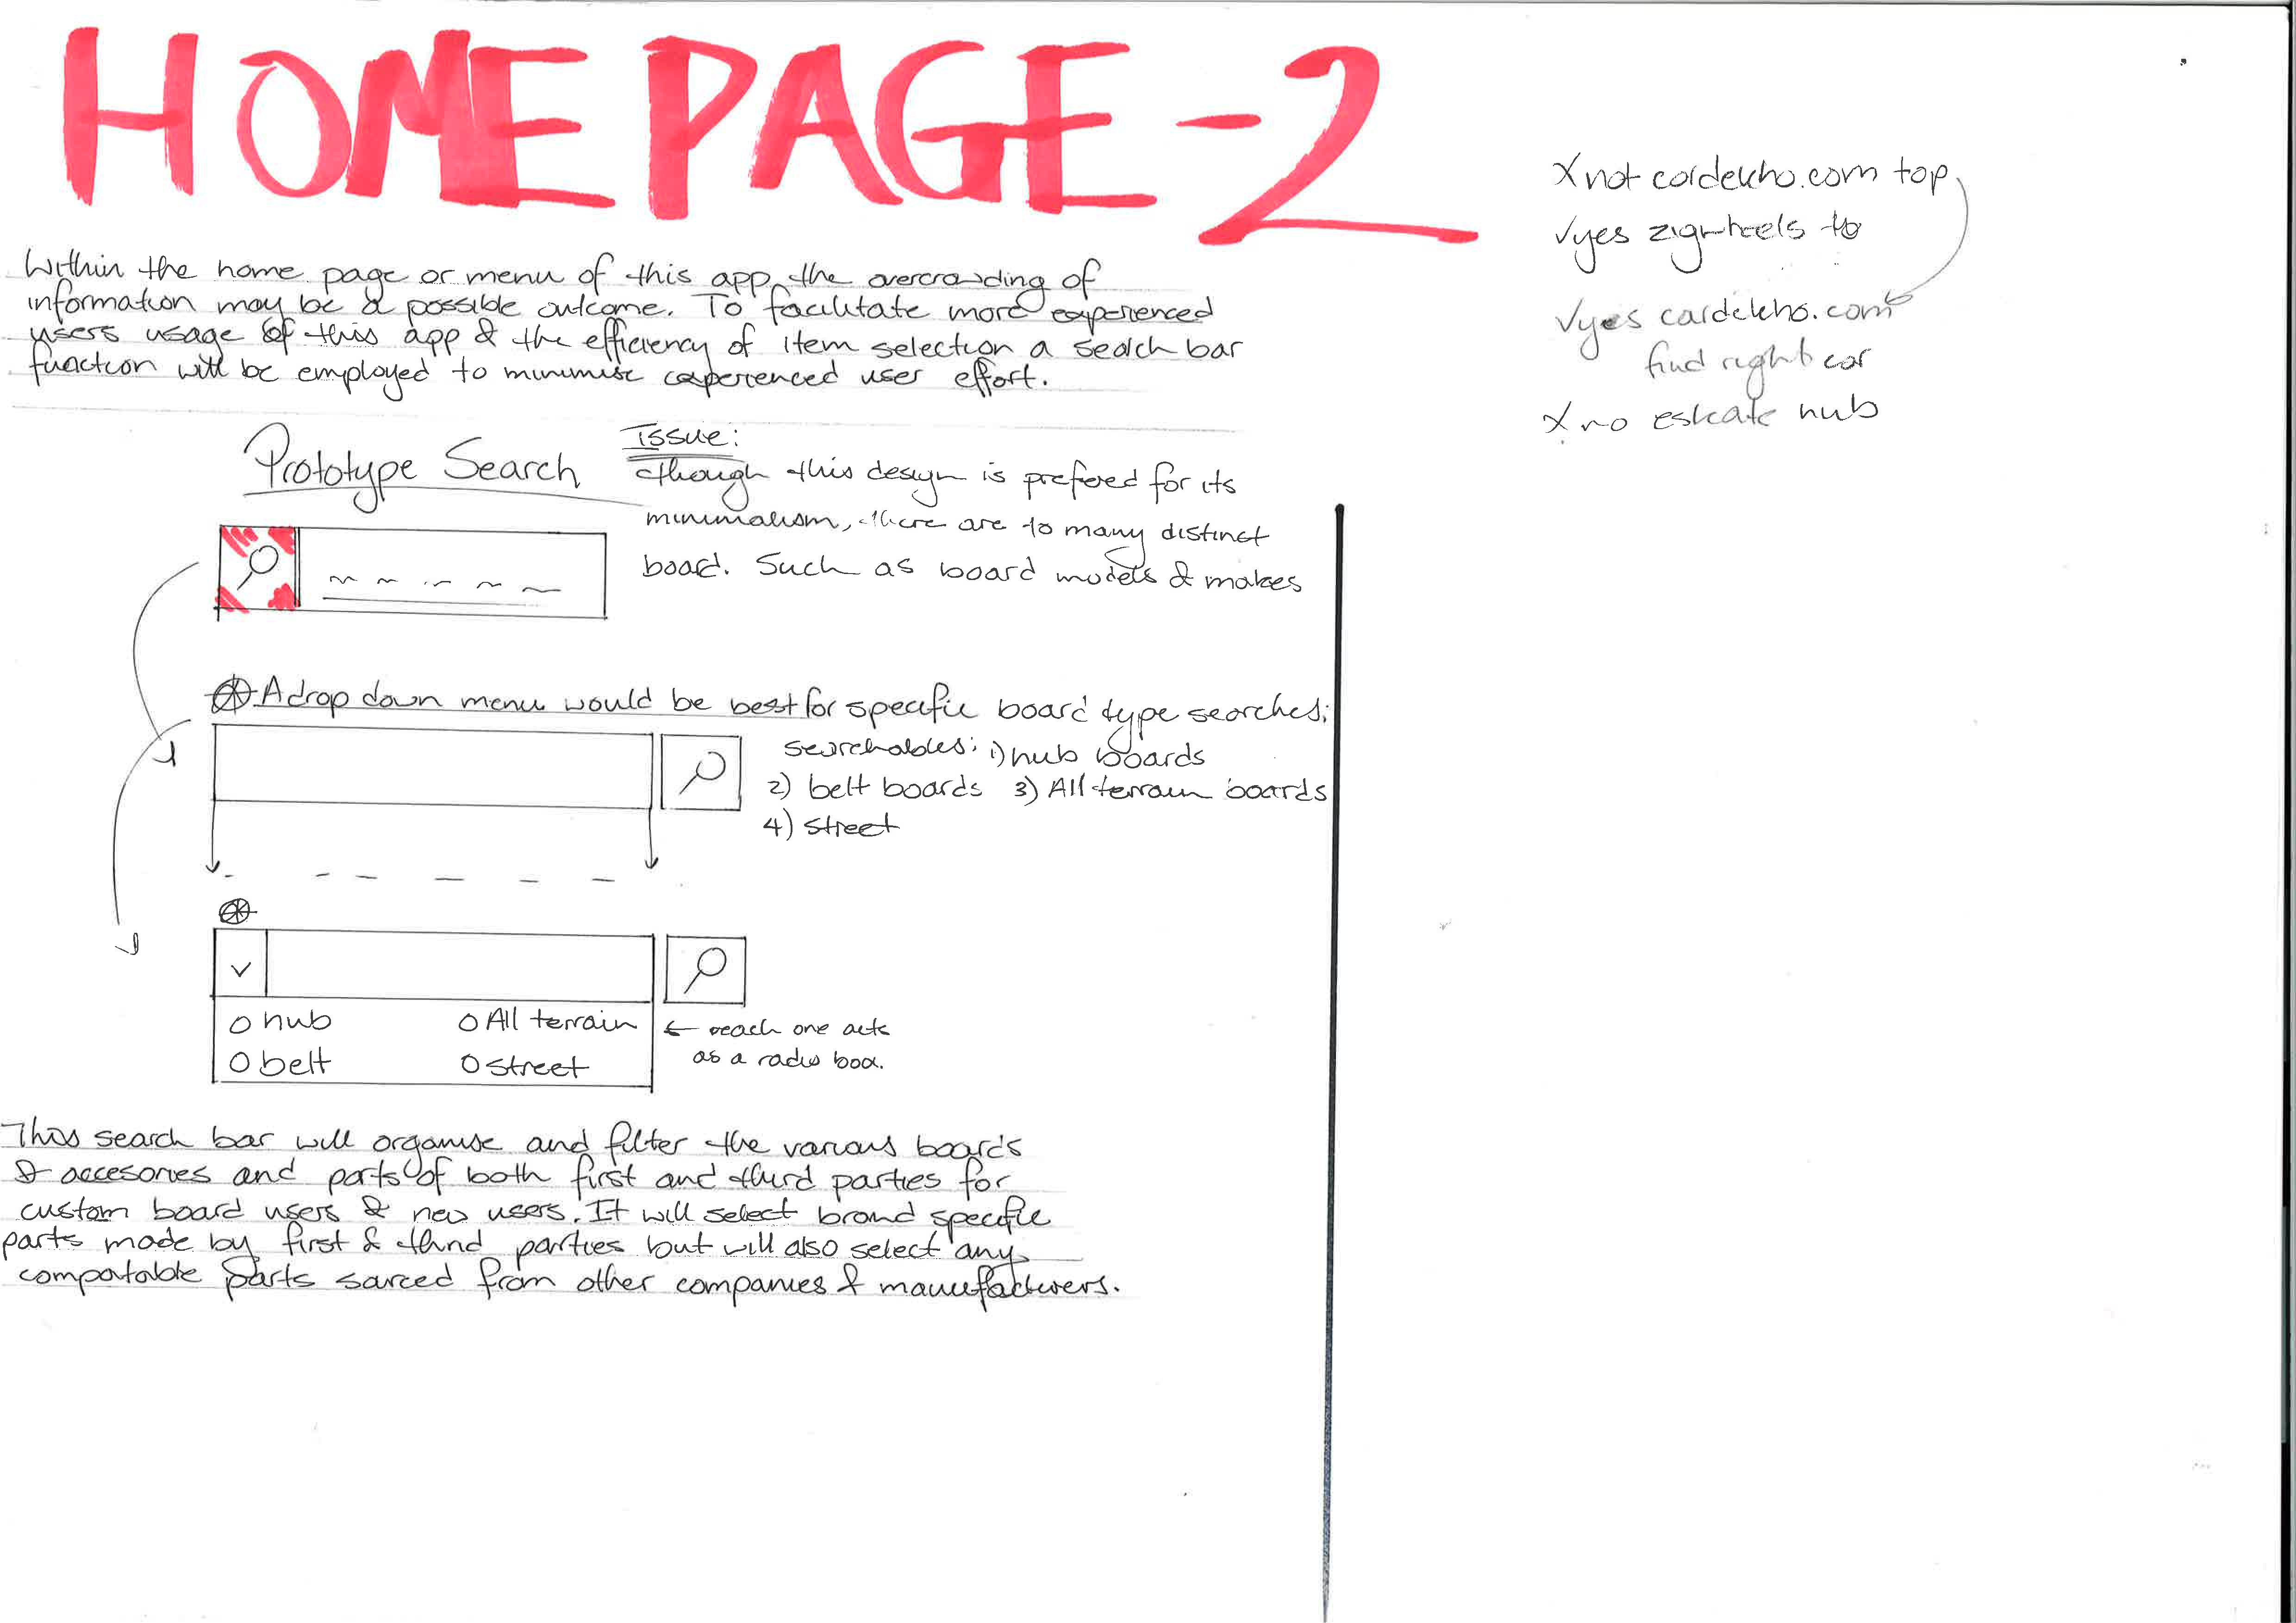 HOME PAGE - 2
Within the home page or menu of this app, the overcrowding of
information may be a possible outcome. To facilitate more experienced
users usage of this app & the efficiency of item selection a search bar
function will be employed to minimise experienced user effort.
Prototype Search
Issue:
though this design is prefered for its
minimalism, there are to many distinct
board. Such as board models & makes
A drop down menu would be best for specific board type searches;
searchables: 1) hub boards
2) belt boards 3) All terrain boards
4) street
O hub O All terrain
O belt O street
← each one acts
as a radio box.
This search bar will organise and filter the various boards
& accesories and parts of both first and third parties for
custom board users & new users. It will select brand specific
parts made by first & third parties but will also select any
compatable parts sourced from other companies & manufacturers.
X not cardekho.com top
√yes zigwheels to
√yes cardekho.com
find right car
X no eskate hub